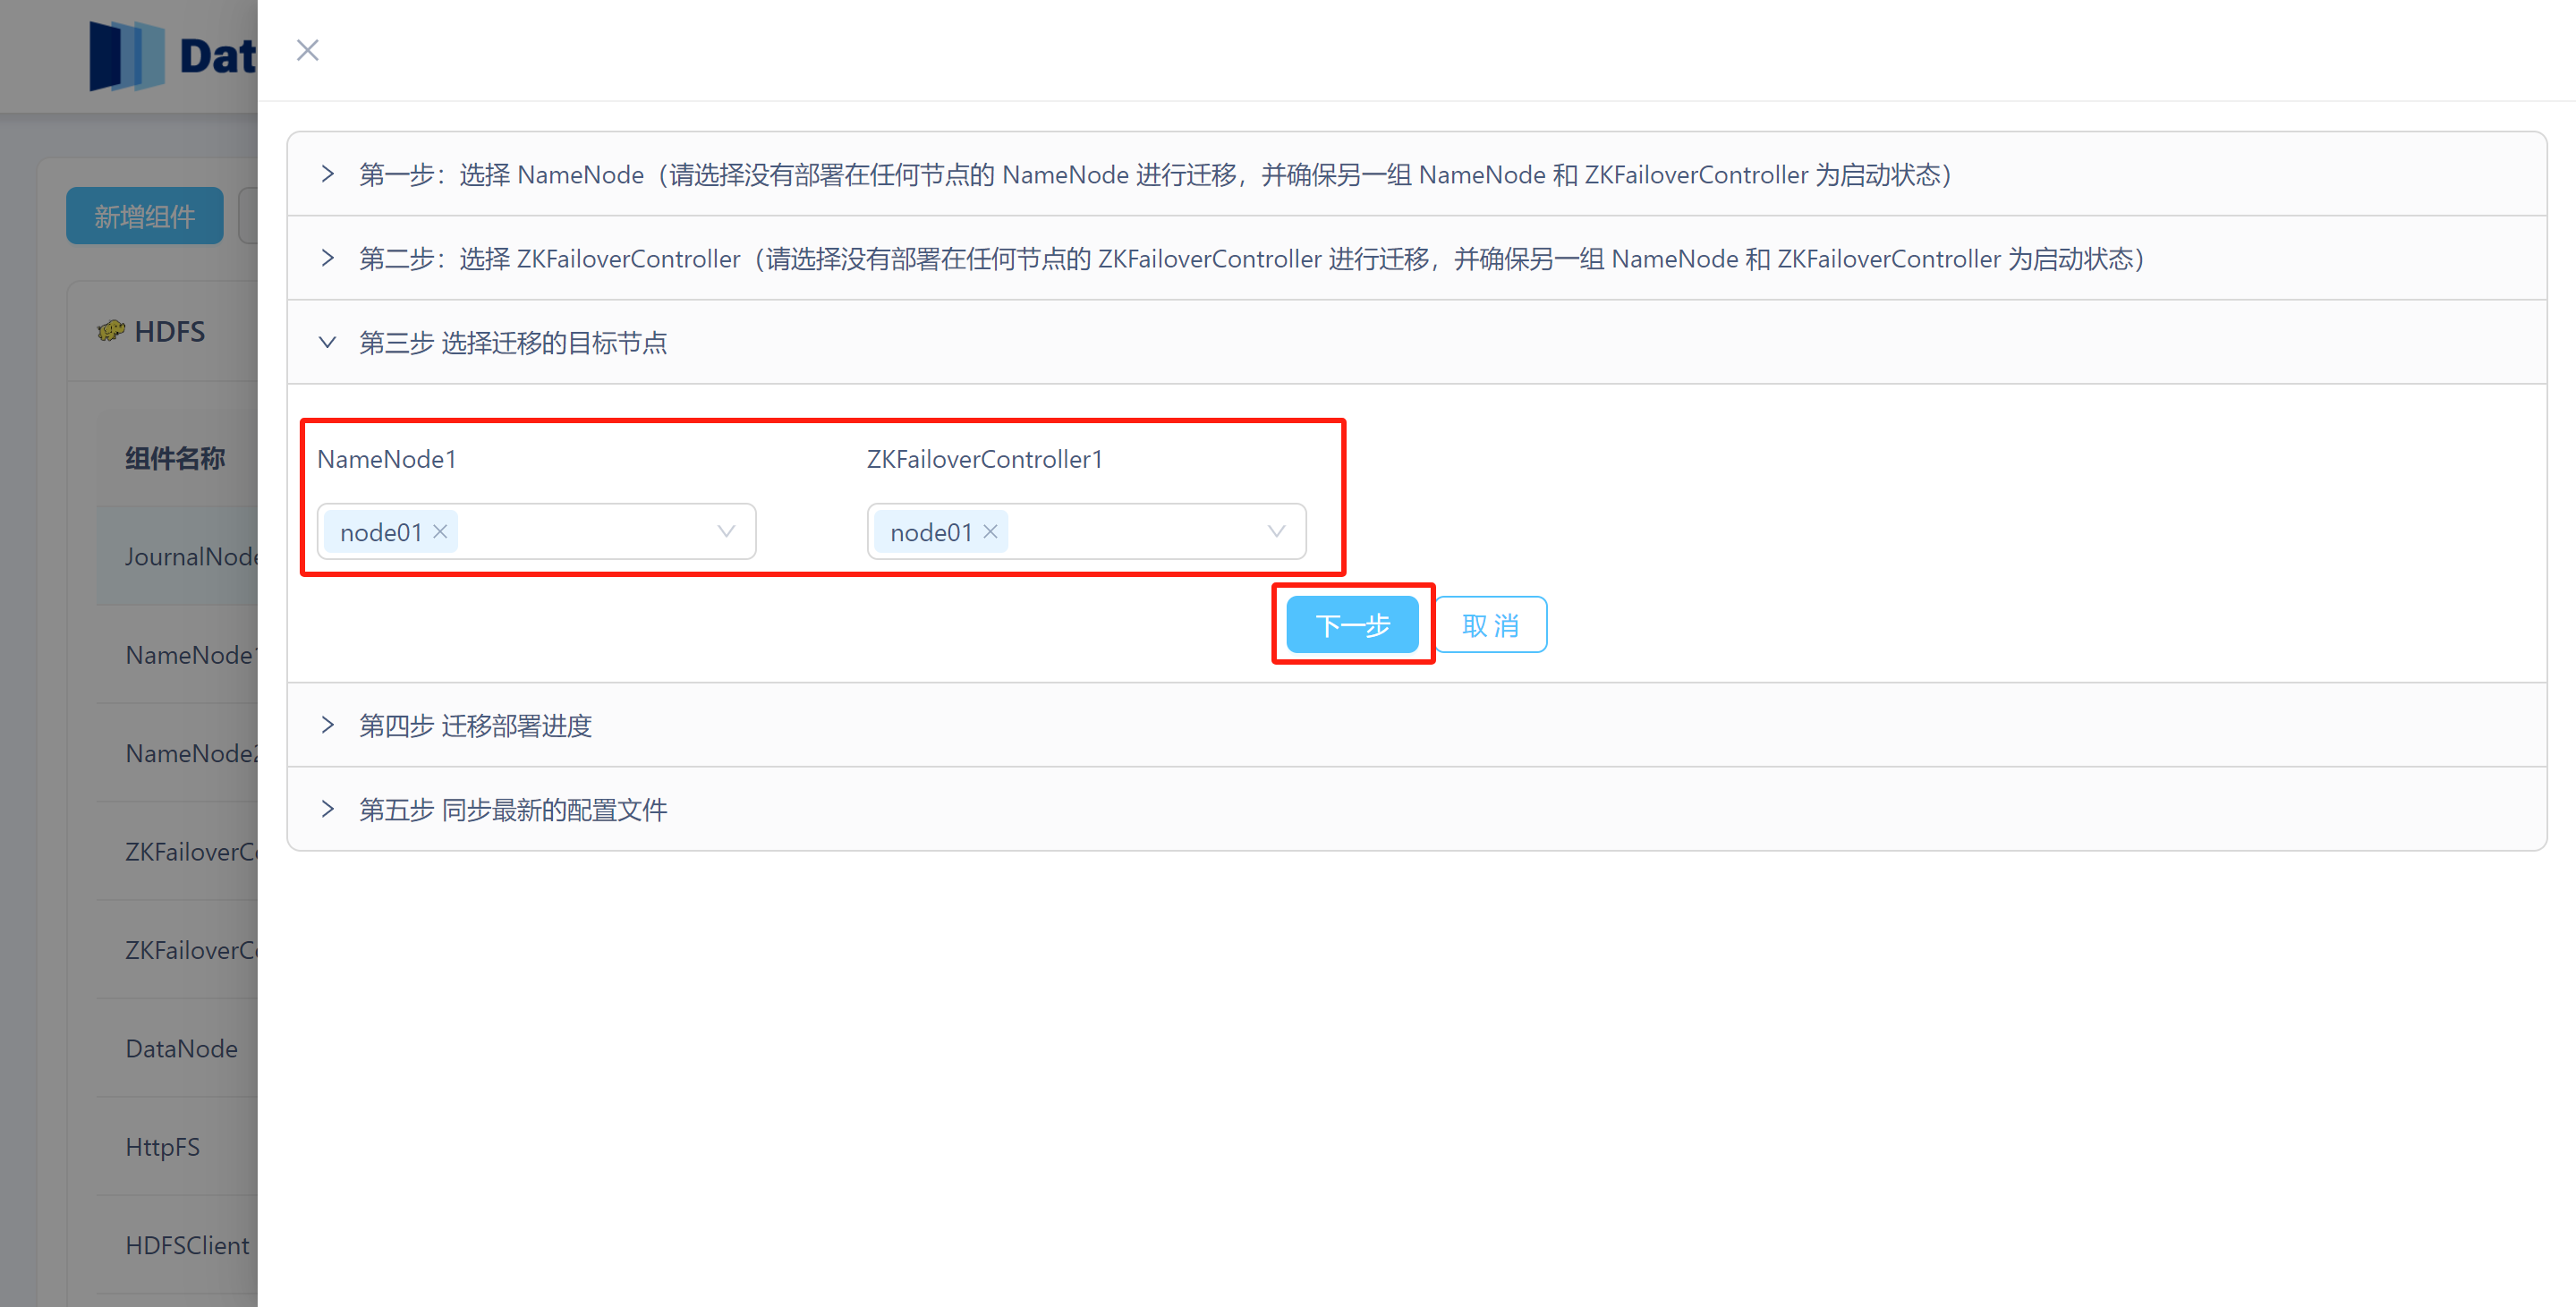 Dat
新增组件
HDFS
组件名称
JournalNode
NameNode1
NameNode2
ZKFailoverC
ZKFailoverC
DataNode
HttpFS
HDFSClient
第一步：选择 NameNode（请选择没有部署在任何节点的 NameNode 进行迁移，并确保另一组 NameNode 和 ZKFailoverController 为启动状态）
第二步：选择 ZKFailoverController（请选择没有部署在任何节点的 ZKFailoverController 进行迁移，并确保另一组 NameNode 和 ZKFailoverController 为启动状态）
第三步 选择迁移的目标节点
NameNode1 ZKFailoverController1
node01 node01
下一步 取 消
第四步 迁移部署进度
第五步 同步最新的配置文件